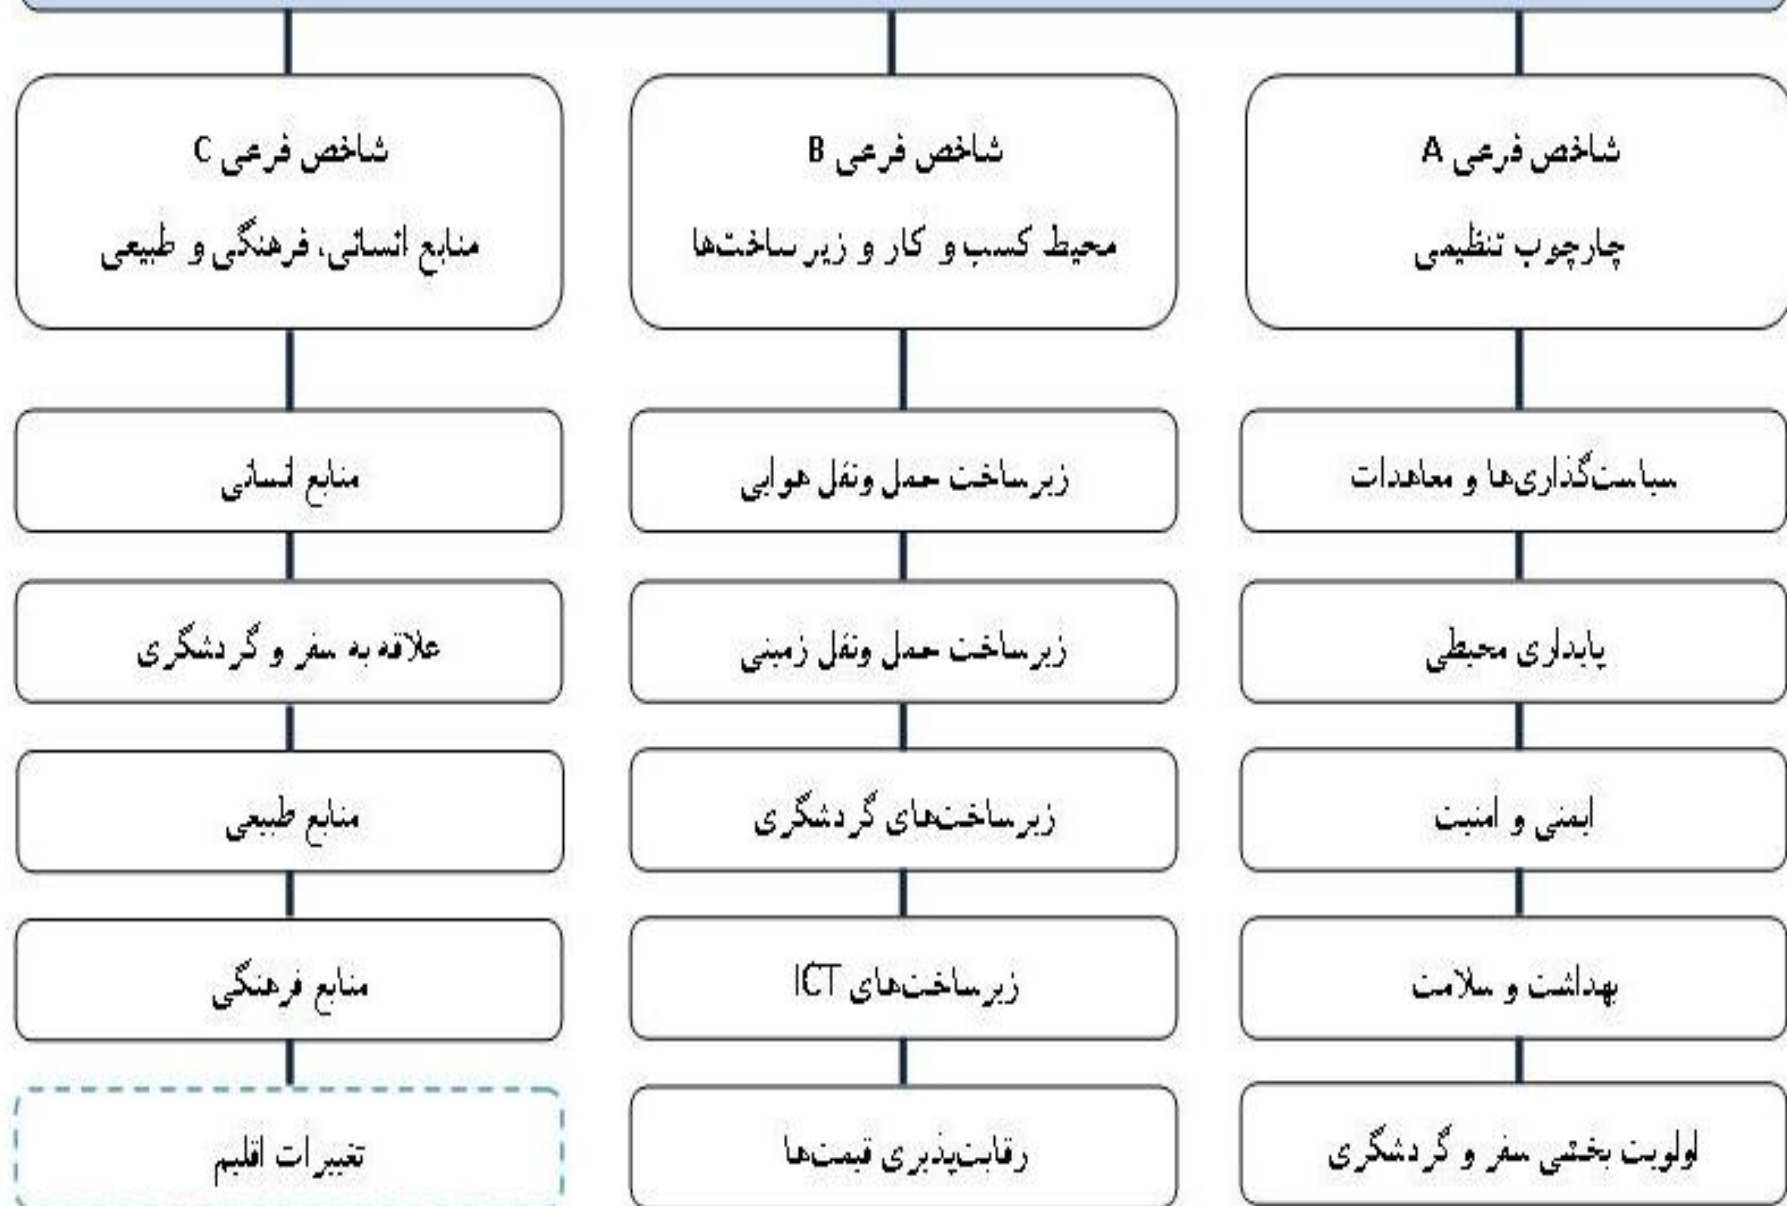 شاخص فرعی A
چارچوب تنظیمی
سیاست‌گذاری‌ها و معاهدات
پایداری محیطی
ایمنی و امنیت
بهداشت و سلامت
اولویت بخشی سفر و گردشگری
شاخص فرعی B
محیط کسب و کار و زیرساخت‌ها
زیرساخت حمل ونقل هوایی
زیرساخت حمل ونقل زمینی
زیرساخت‌های گردشگری
زیرساخت‌های ICT
رقابت‌پذیری قیمت‌ها
شاخص فرعی C
منابع انسانی، فرهنگی و طبیعی
منابع انسانی
علاقه به سفر و گردشگری
منابع طبیعی
منابع فرهنگی
تغییرات اقلیم